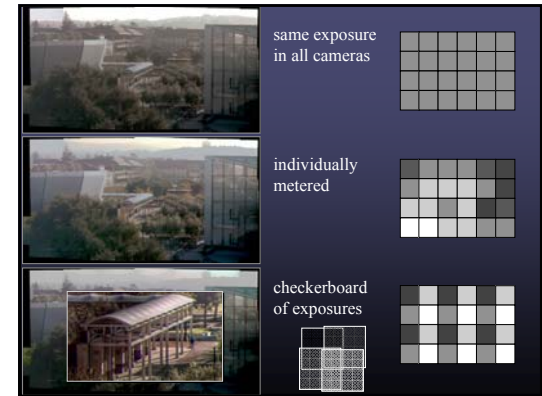 same exposure
in all cameras
individually
metered
checkerboard
of exposures